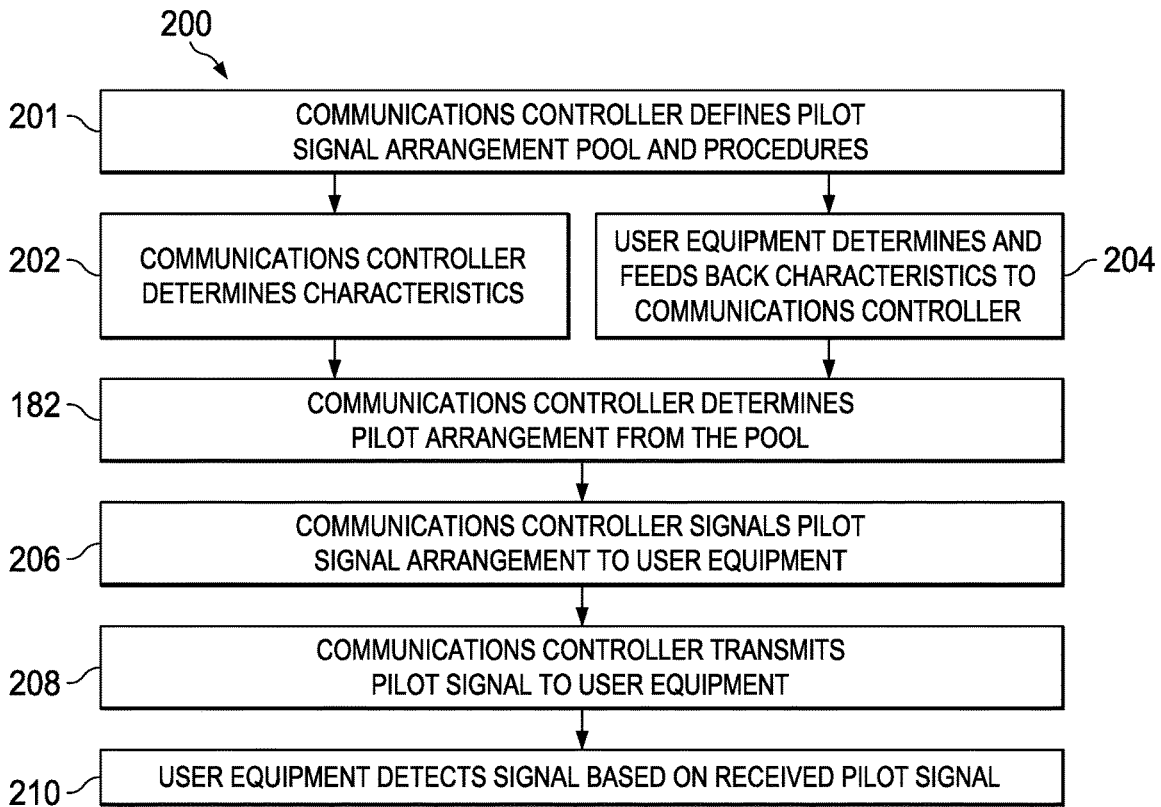 200
201
COMMUNICATIONS CONTROLLER DEFINES PILOT
SIGNAL ARRANGEMENT POOL AND PROCEDURES
202
COMMUNICATIONS CONTROLLER
DETERMINES CHARACTERISTICS
USER EQUIPMENT DETERMINES AND
FEEDS BACK CHARACTERISTICS TO
COMMUNICATIONS CONTROLLER
204
182
COMMUNICATIONS CONTROLLER DETERMINES
PILOT ARRANGEMENT FROM THE POOL
206
COMMUNICATIONS CONTROLLER SIGNALS PILOT
SIGNAL ARRANGEMENT TO USER EQUIPMENT
208
COMMUNICATIONS CONTROLLER TRANSMITS
PILOT SIGNAL TO USER EQUIPMENT
210
USER EQUIPMENT DETECTS SIGNAL BASED ON RECEIVED PILOT SIGNAL